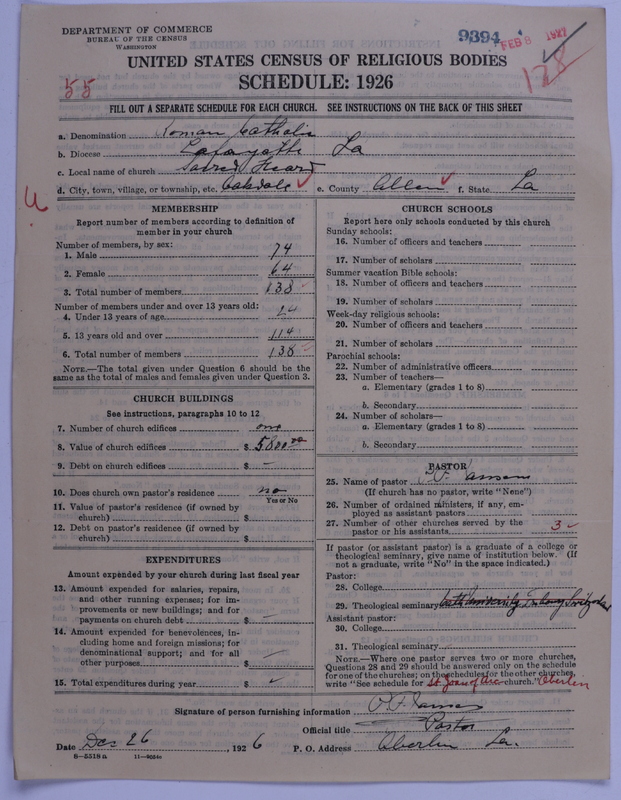 DEPARTMENT OF COMMERCE
BUREAU OF THE CENSUS
WASHINGTON
9394
FEB 8 1927
128
UNITED STATES CENSUS OF RELIGIOUS BODIES
SCHEDULE: 1926
55
FILL OUT A SEPARATE SCHEDULE FOR EACH CHURCH. SEE INSTRUCTIONS ON THE BACK OF THIS SHEET
a. Denomination Roman Catholic
b. Diocese Lafayette La
c. Local name of church Sacred Heart
d. City, town, village, or township, etc. Oakdale e. County Allen f. State La
MEMBERSHIP
Report number of members according to definition of
member in your church
Number of members, by sex:
1. Male 74
2. Female 64
3. Total number of members 138
Number of members under and over 13 years old:
4. Under 13 years of age
5. 13 years old and over 114
6. Total number of members 138
NOTE.—The total given under Question 6 should be
same as the total of males and females given under Question 3.
CHURCH BUILDINGS
See instructions, paragraphs 10 to 12
7. Number of church edifices one
8. Value of church edifices $ 5800.00
9. Debt on church edifices $ —
10. Does church own pastor's residence no
Yes or No
11. Value of pastor's residence (if owned by
church) $
12. Debt on pastor's residence (if owned by
church) $
EXPENDITURES
Amount expended by your church during last fiscal year
13. Amount expended for salaries, repairs,
and other running expenses; for im-
provements or new buildings; and for
payments on church debt $ —
14. Amount expended for benevolences, in-
cluding home and foreign missions; for
denominational support; and for all
other purposes $ —
15. Total expenditures during year $
CHURCH SCHOOLS
Report here only schools conducted by this church
Sunday schools:
16. Number of officers and teachers
17. Number of scholars
Summer vacation Bible schools:
18. Number of officers and teachers
19. Number of scholars
Week-day religious schools:
20. Number of officers and teachers
21. Number of scholars
Parochial schools:
22. Number of administrative officers
23. Number of teachers—
a. Elementary (grades 1 to 8)
b. Secondary
24. Number of scholars—
a. Elementary (grades 1 to 8)
b. Secondary
PASTOR
25. Name of pastor
(If church has no pastor, write "None")
26. Number of ordained ministers, if any, em-
ployed as assistant pastors
27. Number of other churches served by the
pastor or his assistants 3
If pastor (or assistant pastor) is a graduate of a college or
theological seminary, give name of institution below. (If
not a graduate, write "No" in the space indicated.)
Pastor:
28. College
29. Theological seminary
Assistant pastor:
30. College
31. Theological seminary
NOTE.—Where one pastor serves two or more churches,
Questions 28 and 29 should be answered only on the schedule
for one of the churches; on the schedules for the other churches,
write "See schedule for St Joan of Arc church." Oberlin
Signature of person furnishing information
Official title Pastor
Date Dec 26, 1926 P. O. Address Oberlin La.
8—5318 a 11—9054c